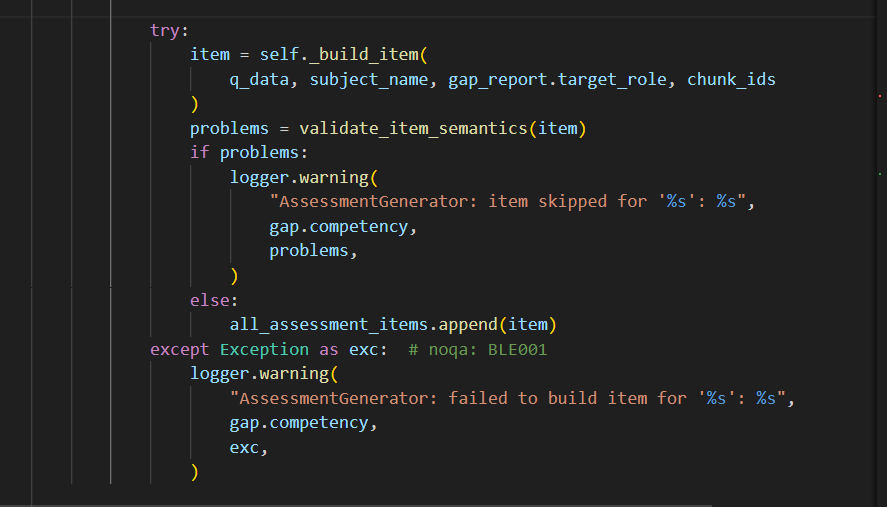 try:
item = self._build_item(
q_data, subject_name, gap_report.target_role, chunk_ids
)
problems = validate_item_semantics(item)
if problems:
logger.warning(
"AssessmentGenerator: item skipped for '%s': %s",
gap.competency,
problems,
)
else:
all_assessment_items.append(item)
except Exception as exc:  # noqa: BLE001
logger.warning(
"AssessmentGenerator: failed to build item for '%s': %s",
gap.competency,
exc,
)